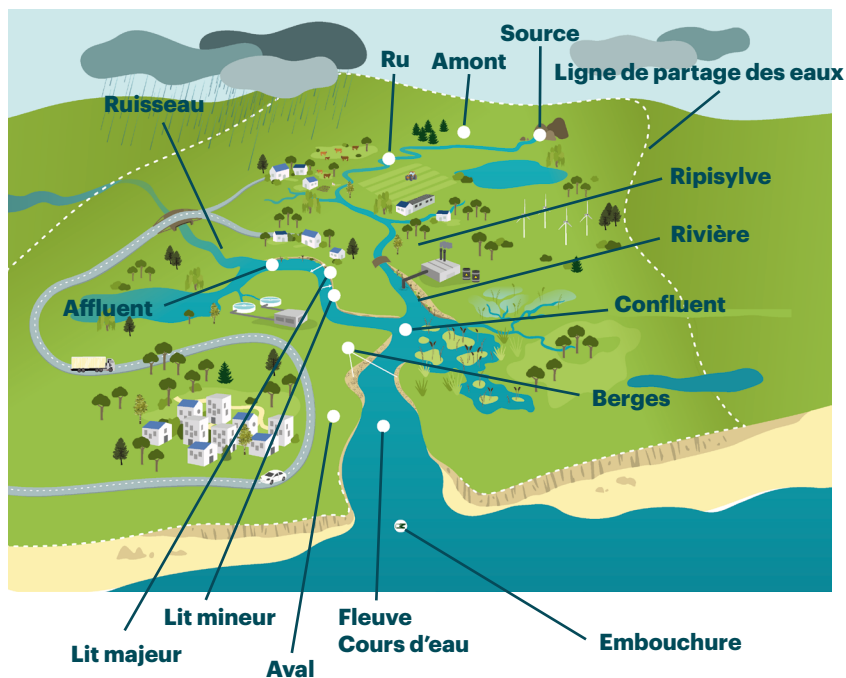 Source
Ru
Amont
Ligne de partage des eaux
Ruisseau
Ripisylve
Rivière
Affluent
Confluent
Berges
Lit mineur
Fleuve
Cours d'eau
Embouchure
Lit majeur
Aval